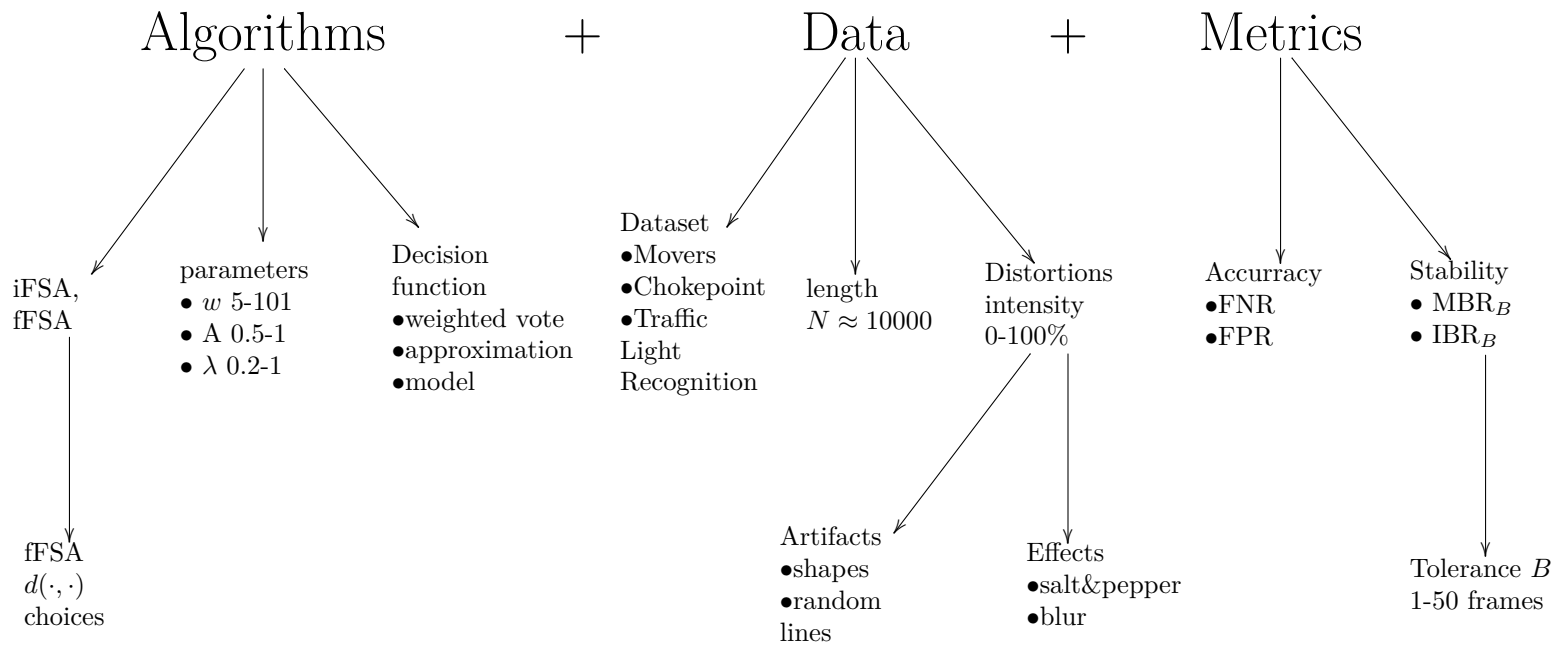 Algorithms + Data + Metrics
iFSA,
fFSA
parameters
• w 5-101
• A 0.5-1
• λ 0.2-1
Decision
function
•weighted vote
•approximation
•model
Dataset
•Movers
•Chokepoint
•Traffic
Light
Recognition
length
N ≈ 10000
Distortions
intensity
0-100%
Accurracy
•FNR
•FPR
Stability
• MBR_B
• IBR_B
fFSA
d(·, ·)
choices
Artifacts
•shapes
•random
lines
Effects
•salt&pepper
•blur
Tolerance B
1-50 frames